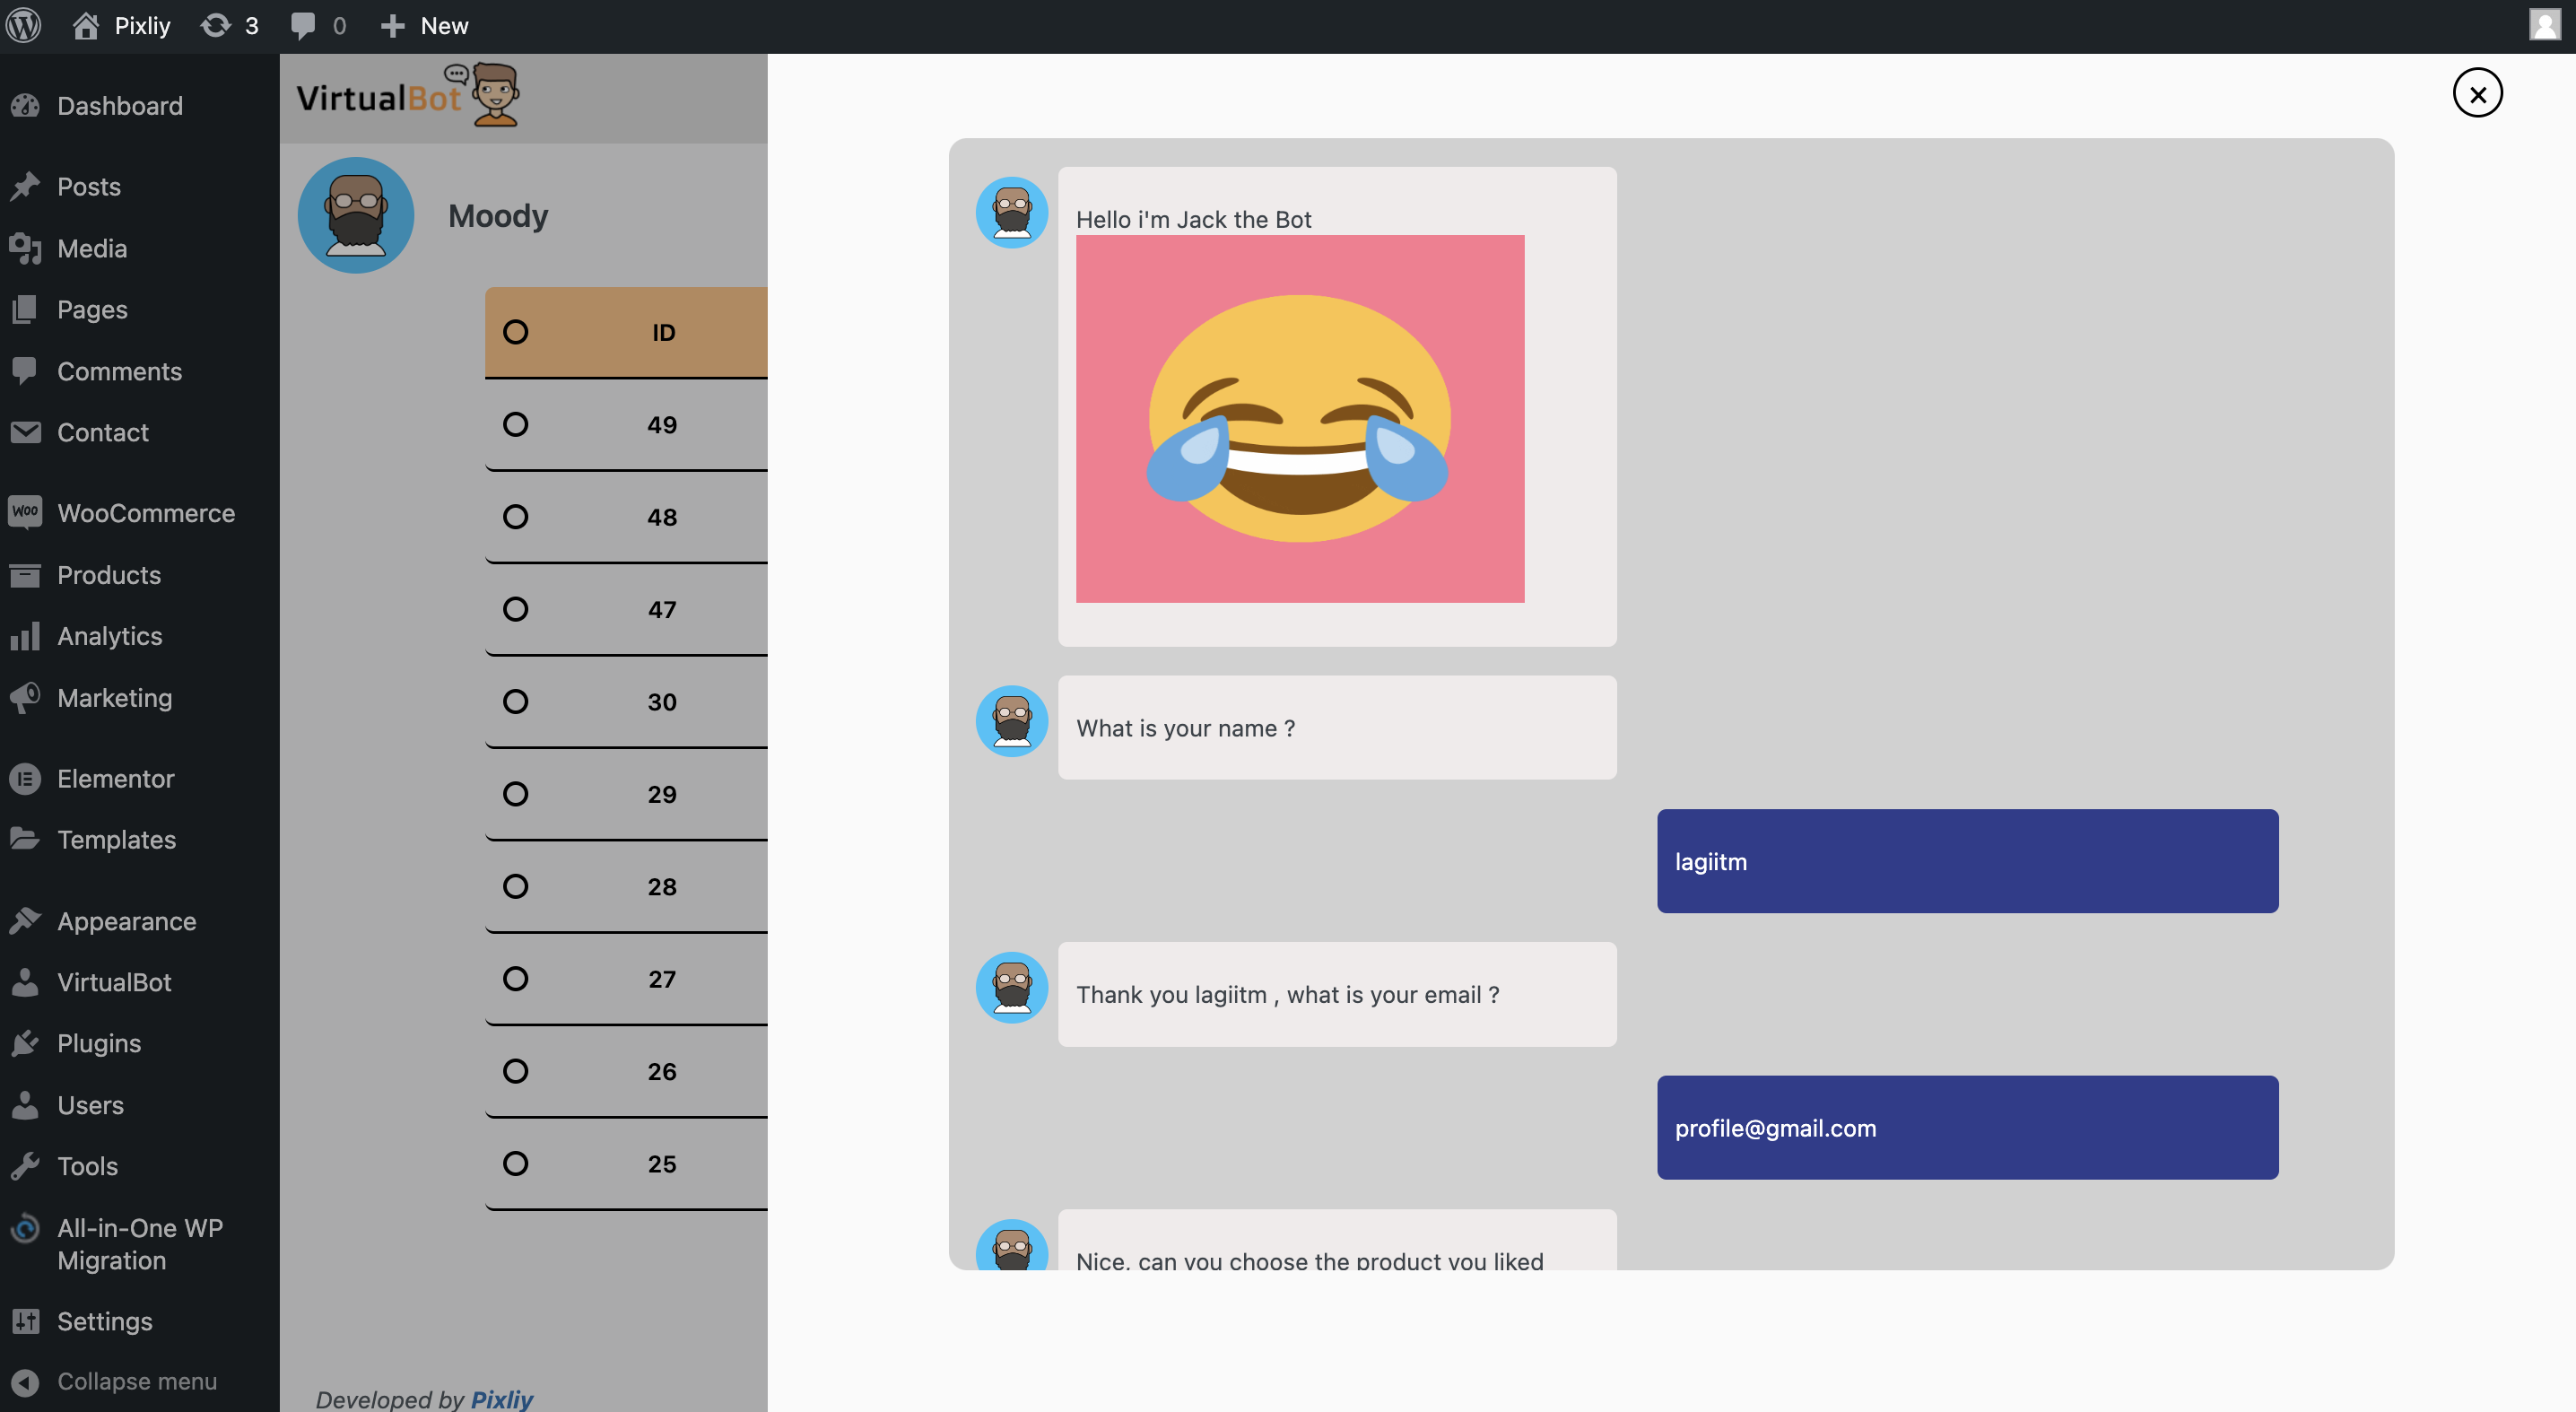 Pixliy
3
0
New
Dashboard
Posts
Media
Pages
Comments
Contact
Woo
WooCommerce
Products
Analytics
Marketing
Elementor
Templates
Appearance
VirtualBot
Plugins
Users
Tools
All-in-One WP
Migration
Settings
Collapse menu
VirtualBot
Moody
ID
49
48
47
30
29
28
27
26
25
Developed by Pixliy
Hello i'm Jack the Bot
What is your name ?
lagiitm
Thank you lagiitm , what is your email ?
profile@gmail.com
Nice, can you choose the product you liked